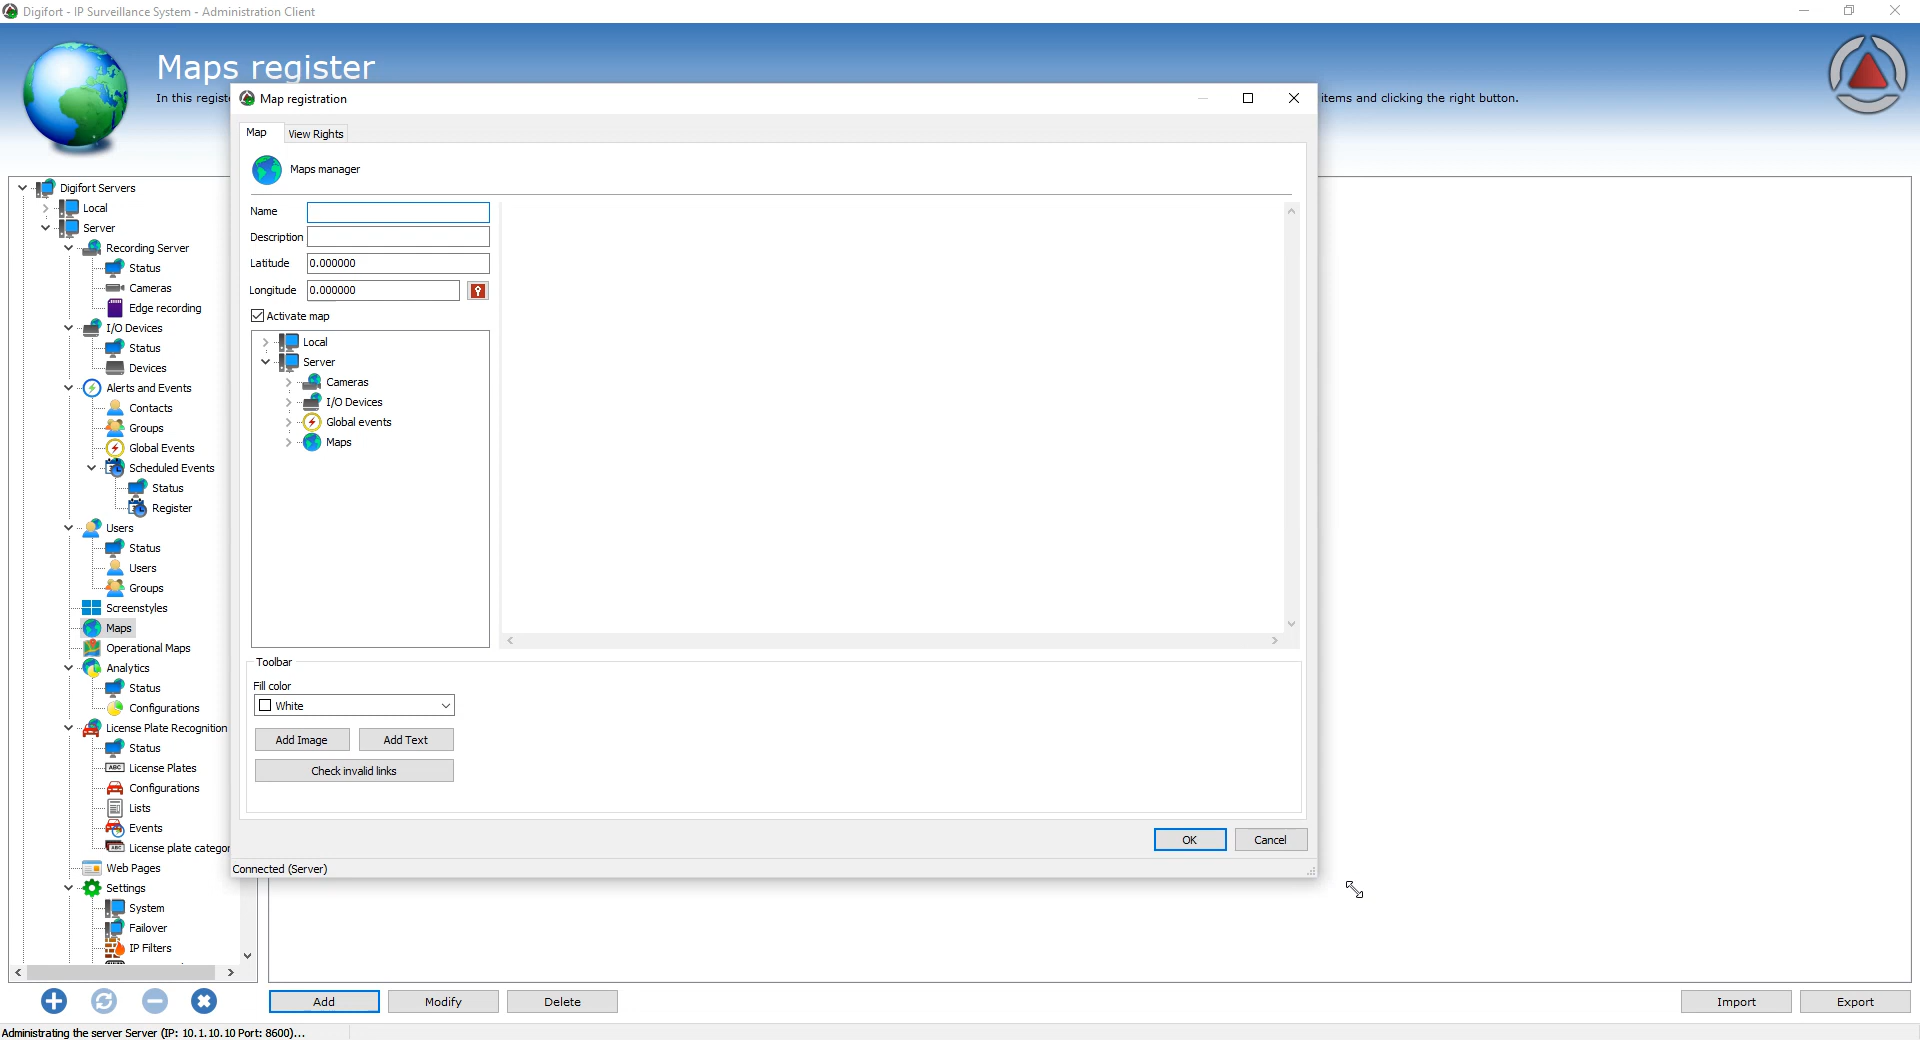 Digifort - IP Surveillance System - Administration Client
Maps register
In this regist
items and clicking the right button.
Map registration
Map
View Rights
Maps manager
Name
Description
Latitude 0.000000
Longitude 0.000000
Activate map
Local
Server
Cameras
I/O Devices
Global events
Maps
Toolbar
Fill color
White
Add Image
Add Text
Check invalid links
OK
Cancel
Connected (Server)
Digifort Servers
Local
Server
Recording Server
Status
Cameras
Edge recording
I/O Devices
Status
Devices
Alerts and Events
Contacts
Groups
Global Events
Scheduled Events
Status
Register
Users
Status
Users
Groups
Screenstyles
Maps
Operational Maps
Analytics
Status
Configurations
License Plate Recognition
Status
ABC License Plates
Configurations
Lists
Events
ABC License plate categor
Web Pages
Settings
System
Failover
IP Filters
Add
Modify
Delete
Import
Export
Administrating the server Server (IP: 10.1.10.10 Port: 8600)...